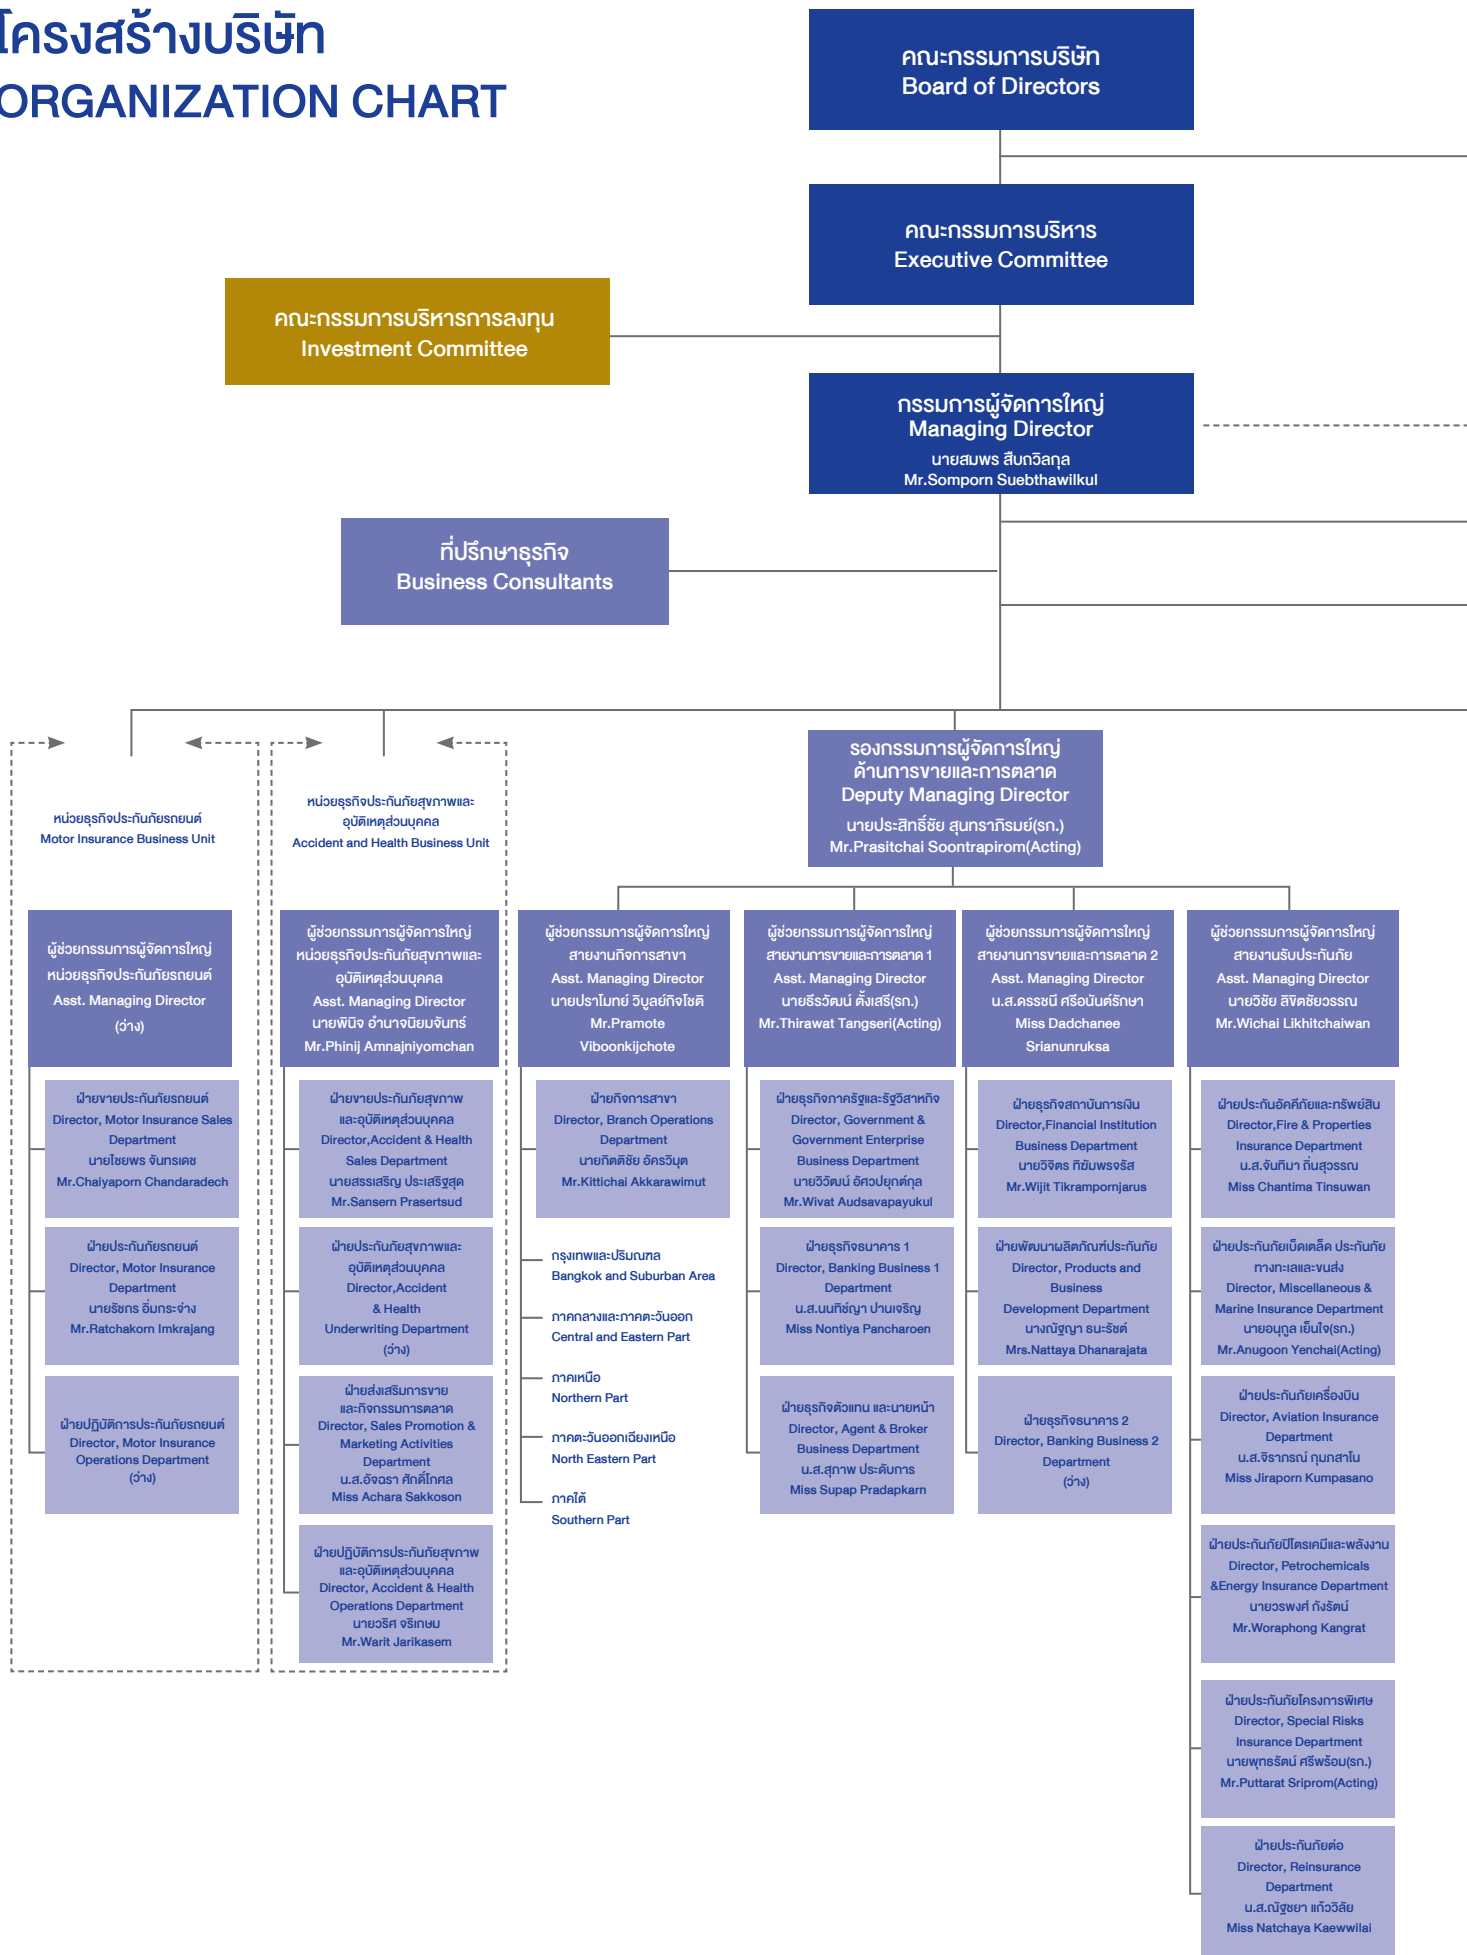 โครงสร้างบริษัท
ORGANIZATION CHART
คณะกรรมการบริษัท
Board of Directors
คณะกรรมการบริหาร
Executive Committee
คณะกรรมการบริหารการลงทุน
Investment Committee
กรรมการผู้จัดการใหญ่
Managing Director
นายสมพร สืบถวิลกุล
Mr.Somporn Suebthawilkul
ที่ปรึกษาธุรกิจ
Business Consultants
รองกรรมการผู้จัดการใหญ่
ด้านการขายและการตลาด
Deputy Managing Director
นายประสิทธิ์ชัย สุนทราภิรมย์(รก.)
Mr.Prasitchai Soontrapirom(Acting)
หน่วยธุรกิจประกันภัยรถยนต์
Motor Insurance Business Unit
หน่วยธุรกิจประกันภัยสุขภาพและ
อุบัติเหตุส่วนบุคคล
Accident and Health Business Unit
ผู้ช่วยกรรมการผู้จัดการใหญ่
หน่วยธุรกิจประกันภัยรถยนต์
Asst. Managing Director
(ว่าง)
ฝ่ายขายประกันภัยรถยนต์
Director, Motor Insurance Sales
Department
นายไชยพร จันทรเดช
Mr.Chaiyaporn Chandaradech
ฝ่ายประกันภัยรถยนต์
Director, Motor Insurance
Department
นายรัชกร อิ่มกระจ่าง
Mr.Ratchakorn Imkrajang
ฝ่ายปฏิบัติการประกันภัยรถยนต์
Director, Motor Insurance
Operations Department
(ว่าง)
ผู้ช่วยกรรมการผู้จัดการใหญ่
หน่วยธุรกิจประกันภัยสุขภาพและ
อุบัติเหตุส่วนบุคคล
Asst. Managing Director
นายพินิจ อำนาจนิยมจันทร์
Mr.Phinij Amnajniyomchan
ฝ่ายขายประกันภัยสุขภาพ
และอุบัติเหตุส่วนบุคคล
Director,Accident & Health
Sales Department
นายสรรเสริญ ประเสริฐสุด
Mr.Sansern Prasertsud
ฝ่ายประกันภัยสุขภาพและ
อุบัติเหตุส่วนบุคคล
Director,Accident
& Health
Underwriting Department
(ว่าง)
ฝ่ายส่งเสริมการขาย
และกิจกรรมการตลาด
Director, Sales Promotion &
Marketing Activities
Department
น.ส.อัจฉรา ศักดิ์โกศล
Miss Achara Sakkoson
ฝ่ายปฏิบัติการประกันภัยสุขภาพ
และอุบัติเหตุส่วนบุคคล
Director, Accident & Health
Operations Department
นายวริศ จริเกษม
Mr.Warit Jarikasem
ผู้ช่วยกรรมการผู้จัดการใหญ่
สายงานกิจการสาขา
Asst. Managing Director
นายปราโมทย์ วิบูลย์กิจโชติ
Mr.Pramote
Viboonkijchote
ฝ่ายกิจการสาขา
Director, Branch Operations
Department
นายกิตติชัย อัครวิมุต
Mr.Kittichai Akkarawimut
กรุงเทพและปริมณฑล
Bangkok and Suburban Area
ภาคกลางและภาคตะวันออก
Central and Eastern Part
ภาคเหนือ
Northern Part
ภาคตะวันออกเฉียงเหนือ
North Eastern Part
ภาคใต้
Southern Part
ผู้ช่วยกรรมการผู้จัดการใหญ่
สายงานการขายและการตลาด 1
Asst. Managing Director
นายธีรวัฒน์ ตั้งเสรี(รก.)
Mr.Thirawat Tangseri(Acting)
ฝ่ายธุรกิจภาครัฐและรัฐวิสาหกิจ
Director, Government &
Government Enterprise
Business Department
นายวิวัฒน์ อัศวปยุกต์กุล
Mr.Wivat Audsavapayukul
ฝ่ายธุรกิจธนาคาร 1
Director, Banking Business 1
Department
น.ส.นนทิช่ญา ปานเจริญ
Miss Nontiya Pancharoen
ฝ่ายธุรกิจตัวแทน และนายหน้า
Director, Agent & Broker
Business Department
น.ส.สุภาพ ประดับการ
Miss Supap Pradapkarn
ผู้ช่วยกรรมการผู้จัดการใหญ่
สายงานการขายและการตลาด 2
Asst. Managing Director
น.ส.ดรรชนี ศรีอนันต์รักษา
Miss Dadchanee
Srianunruksa
ฝ่ายธุรกิจสถาบันการเงิน
Director,Financial Institution
Business Department
นายวิจิตร ทิฆัมพรจรัส
Mr.Wijit Tikrampornjarus
ฝ่ายพัฒนาผลิตภัณฑ์ประกันภัย
Director, Products and
Business
Development Department
นางณัฐญา ธนะรัชต์
Mrs.Nattaya Dhanarajata
ฝ่ายธุรกิจธนาคาร 2
Director, Banking Business 2
Department
(ว่าง)
ผู้ช่วยกรรมการผู้จัดการใหญ่
สายงานรับประกันภัย
Asst. Managing Director
นายวิชัย ลิขิตชัยวรรณ
Mr.Wichai Likhitchaiwan
ฝ่ายประกันอัคคีภัยและทรัพย์สิน
Director,Fire & Properties
Insurance Department
น.ส.จันทิมา ถิ่นสุวรรณ
Miss Chantima Tinsuwan
ฝ่ายประกันภัยเบ็ดเตล็ด ประกันภัย
ทางทะเลและขนส่ง
Director, Miscellaneous &
Marine Insurance Department
นายอนุกูล เย็นใจ(รก.)
Mr.Anugoon Yenchai(Acting)
ฝ่ายประกันภัยเครื่องบิน
Director, Aviation Insurance
Department
น.ส.จิราภรณ์ กุมภสาโน
Miss Jiraporn Kumpasano
ฝ่ายประกันภัยปิโตรเคมีและพลังงาน
Director, Petrochemicals
&Energy Insurance Department
นายวรพงศ์ กังรัตน์
Mr.Woraphong Kangrat
ฝ่ายประกันภัยโครงการพิเศษ
Director, Special Risks
Insurance Department
นายพุทธรัตน์ ศรีพร้อม(รก.)
Mr.Puttarat Sriprom(Acting)
ฝ่ายประกันภัยต่อ
Director, Reinsurance
Department
น.ส.ณัฐชยา แก้ววิลัย
Miss Natchaya Kaewwilai